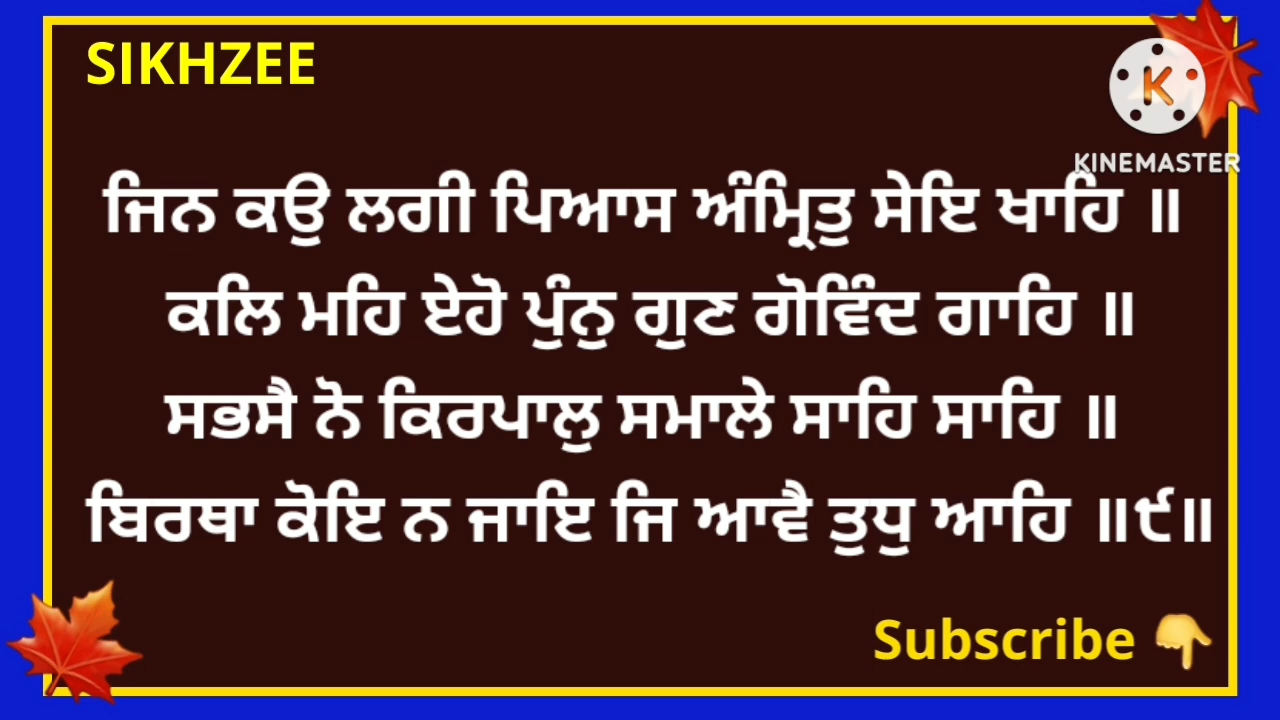 SIKHZEE
KINEMASTER
ਜਿਨ ਕਉ ਲਗੀ ਪਿਆਸ ਅੰਮ੍ਰਿਤੁ ਸੇਇ ਖਾਹਿ ॥
ਕਲਿ ਮਹਿ ਏਹੋ ਪੁੰਨੁ ਗੁਣ ਗੋਵਿੰਦ ਗਾਹਿ ॥
ਸਭਸੈ ਨੋ ਕਿਰਪਾਲੁ ਸਮਾਲੇ ਸਾਹਿ ਸਾਹਿ ॥
ਬਿਰਥਾ ਕੋਇ ਨ ਜਾਇ ਜਿ ਆਵੈ ਤੁਧੁ ਆਹਿ ॥੯॥
Subscribe 👇